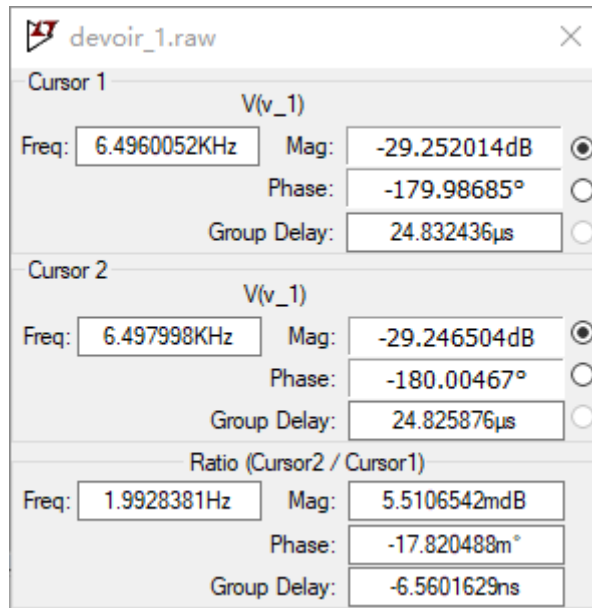 devoir_1.raw
Cursor 1
V(v_1)
Freq: 6.4960052KHz Mag: -29.252014dB
Phase: -179.98685°
Group Delay: 24.832436µs
Cursor 2
V(v_1)
Freq: 6.497998KHz Mag: -29.246504dB
Phase: -180.00467°
Group Delay: 24.825876µs
Ratio (Cursor2 / Cursor1)
Freq: 1.9928381Hz Mag: 5.5106542mdB
Phase: -17.820488m°
Group Delay: -6.5601629ns